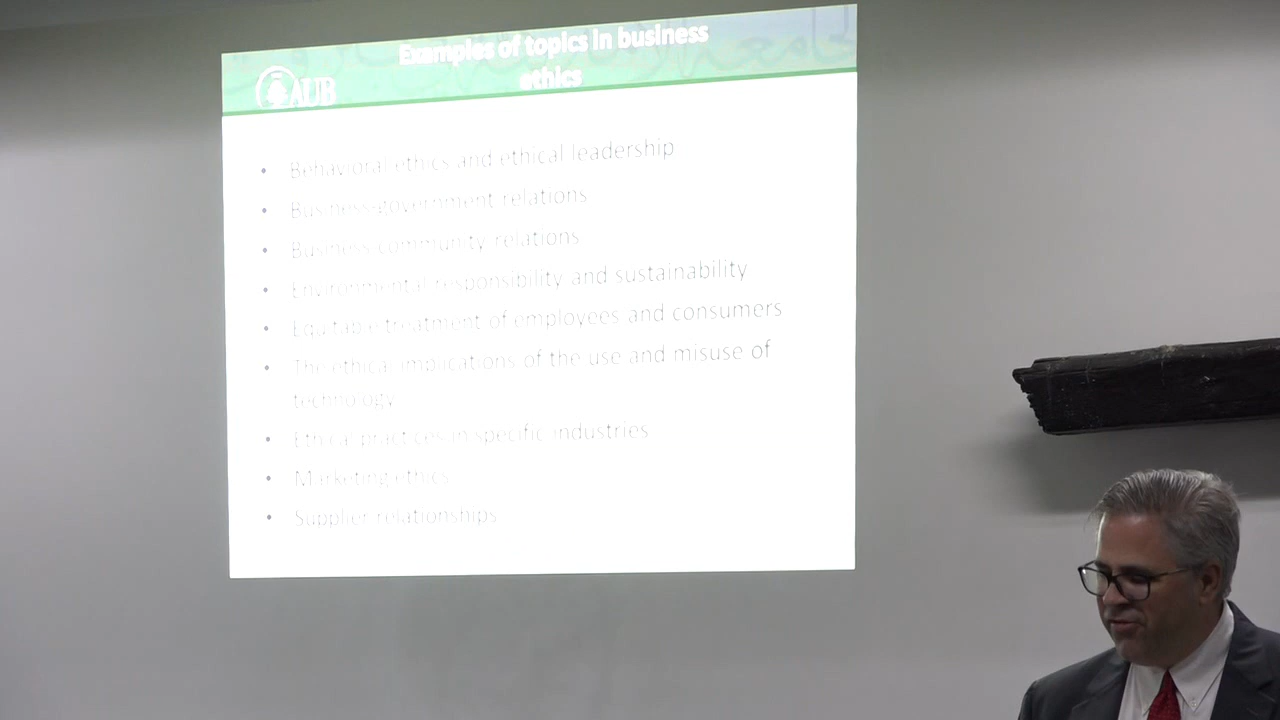 Examples of topics in business
ethics
AUB
• Behavioral ethics and ethical leadership
• Business-government relations
• Business-community relations
• Environmental responsibility and sustainability
• Equitable treatment of employees and consumers
• The ethical implications of the use and misuse of
technology
• Ethical practices in specific industries
• Marketing ethics
• Supplier relationships